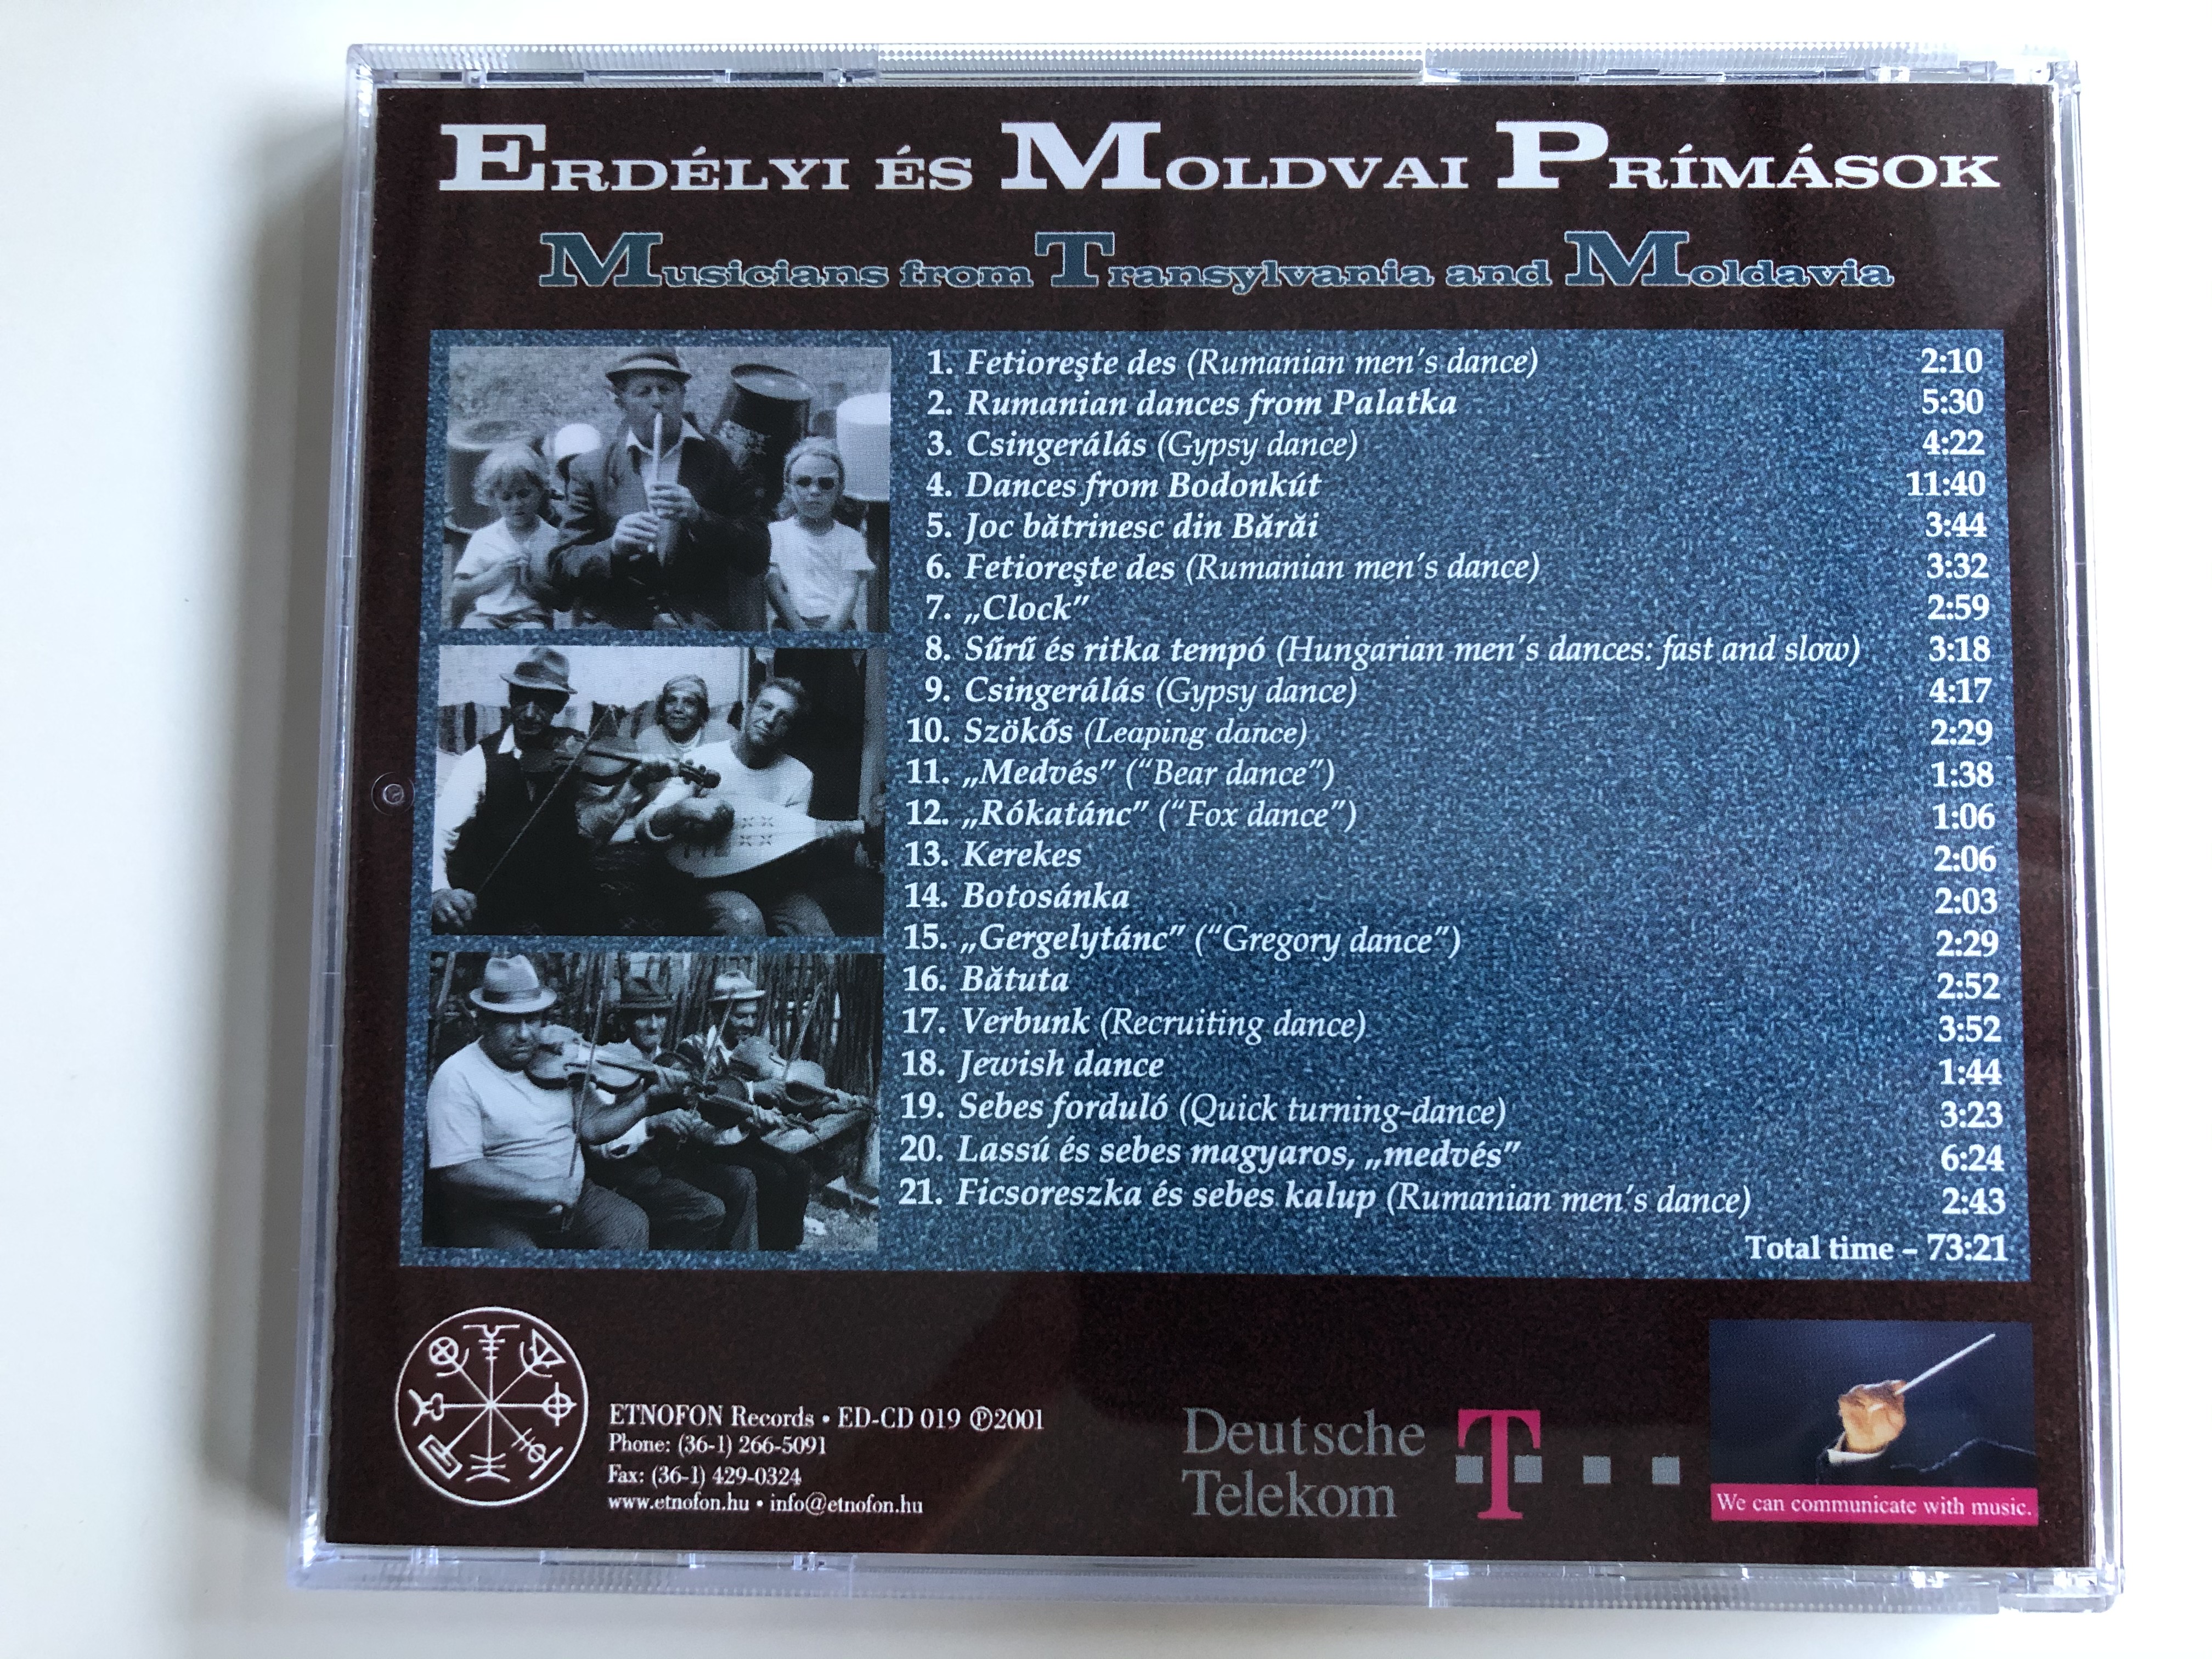 ERDÉLYI ÉS MOLDVAI PRÍMÁSOK
Musicians from Transylvania and Moldavia
1. Fetioreşte des (Rumanian men's dance) 2:10
2. Rumanian dances from Palatka 5:30
3. Csingerálás (Gypsy dance) 4:22
4. Dances from Bodonkút 11:40
5. Joc bătrinesc din Bărăi 3:44
6. Fetioreşte des (Rumanian men's dance) 3:32
7. „Clock” 2:59
8. Sűrű és ritka tempó (Hungarian men's dances: fast and slow) 3:18
9. Csingerálás (Gypsy dance) 4:17
10. Szökős (Leaping dance) 2:29
11. „Medvés” (“Bear dance”) 1:38
12. „Rókatánc” (“Fox dance”) 1:06
13. Kerekes 2:06
14. Botosánka 2:03
15. „Gergelytánc” (“Gregory dance”) 2:29
16. Bătuta 2:52
17. Verbunk (Recruiting dance) 3:52
18. Jewish dance 1:44
19. Sebes forduló (Quick turning-dance) 3:23
20. Lassú és sebes magyaros, „medvés” 6:24
21. Ficsoreszka és sebes kalup (Rumanian men's dance) 2:43
Total time – 73:21
ETNOFON Records • ED-CD 019 ℗2001
Phone: (36-1) 266-5091
Fax: (36-1) 429-0324
www.etnofon.hu • info@etnofon.hu
Deutsche
Telekom
T
We can communicate with music.